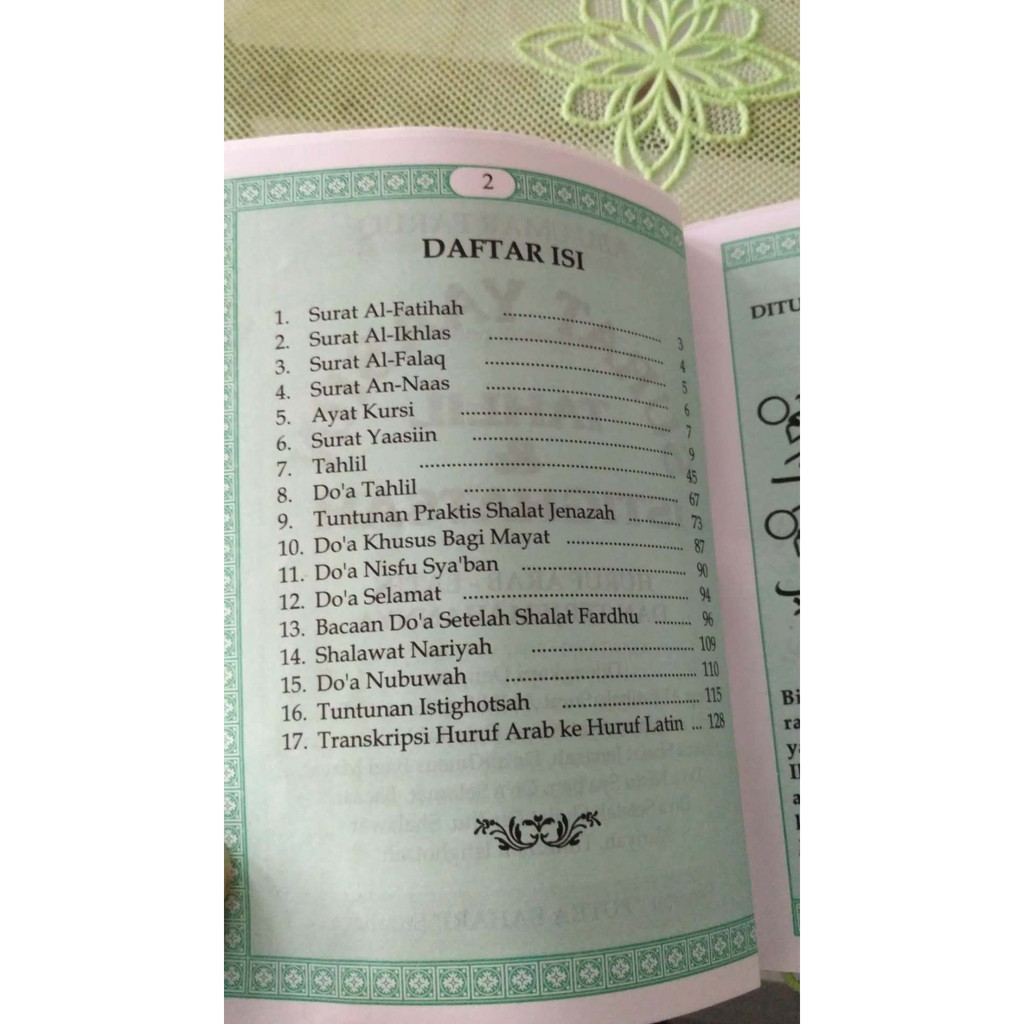 2
DAFTAR ISI
1. Surat Al-Fatihah .......... 3
2. Surat Al-Ikhlas .......... 4
3. Surat Al-Falaq .......... 5
4. Surat An-Naas .......... 6
5. Ayat Kursi .......... 7
6. Surat Yaasiin .......... 9
7. Tahlil .......... 45
8. Do'a Tahlil .......... 67
9. Tuntunan Praktis Shalat Jenazah .......... 73
10. Do'a Khusus Bagi Mayat .......... 87
11. Do'a Nisfu Sya'ban .......... 90
12. Do'a Selamat .......... 94
13. Bacaan Do'a Setelah Shalat Fardhu .......... 96
14. Shalawat Nariyah .......... 109
15. Do'a Nubuwah .......... 110
16. Tuntunan Istighotsah .......... 115
17. Transkripsi Huruf Arab ke Huruf Latin ... 128
DITU